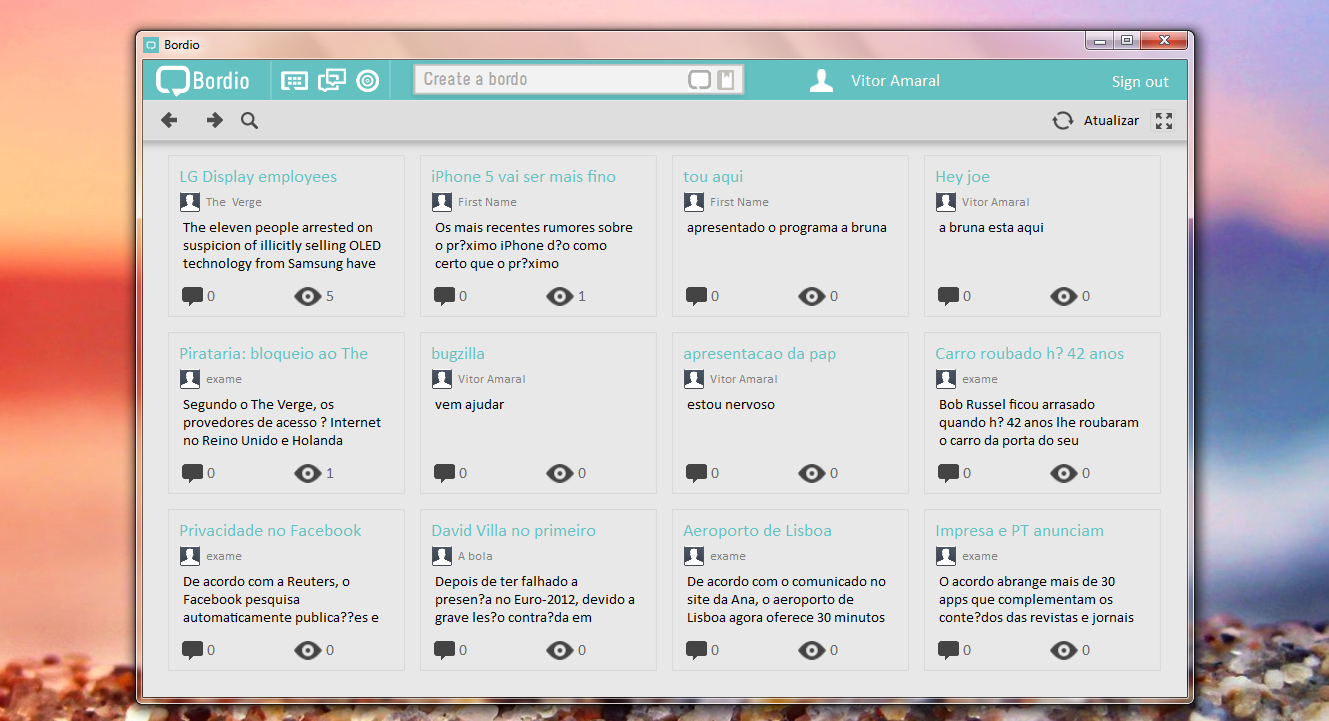 Bordio
Bordio
Create a bordo
Vitor Amaral
Sign out
Atualizar
LG Display employees
The Verge
The eleven people arrested on
suspicion of illicitly selling OLED
technology from Samsung have
0
5
iPhone 5 vai ser mais fino
First Name
Os mais recentes rumores sobre
o pr?ximo iPhone d?o como
certo que o pr?ximo
0
1
tou aqui
First Name
apresentado o programa a bruna
0
0
Hey joe
Vitor Amaral
a bruna esta aqui
0
0
Pirataria: bloqueio ao The
exame
Segundo o The Verge, os
provedores de acesso ? Internet
no Reino Unido e Holanda
0
1
bugzilla
Vitor Amaral
vem ajudar
0
0
apresentacao da pap
Vitor Amaral
estou nervoso
0
0
Carro roubado h? 42 anos
exame
Bob Russel ficou arrasado
quando h? 42 anos lhe roubaram
o carro da porta do seu
0
0
Privacidade no Facebook
exame
De acordo com a Reuters, o
Facebook pesquisa
automaticamente publica??es e
0
0
David Villa no primeiro
A bola
Depois de ter falhado a
presen?a no Euro-2012, devido a
grave les?o contra?da em
0
0
Aeroporto de Lisboa
exame
De acordo com o comunicado no
site da Ana, o aeroporto de
Lisboa agora oferece 30 minutos
0
0
Impresa e PT anunciam
exame
O acordo abrange mais de 30
apps que complementam os
conte?dos das revistas e jornais
0
0